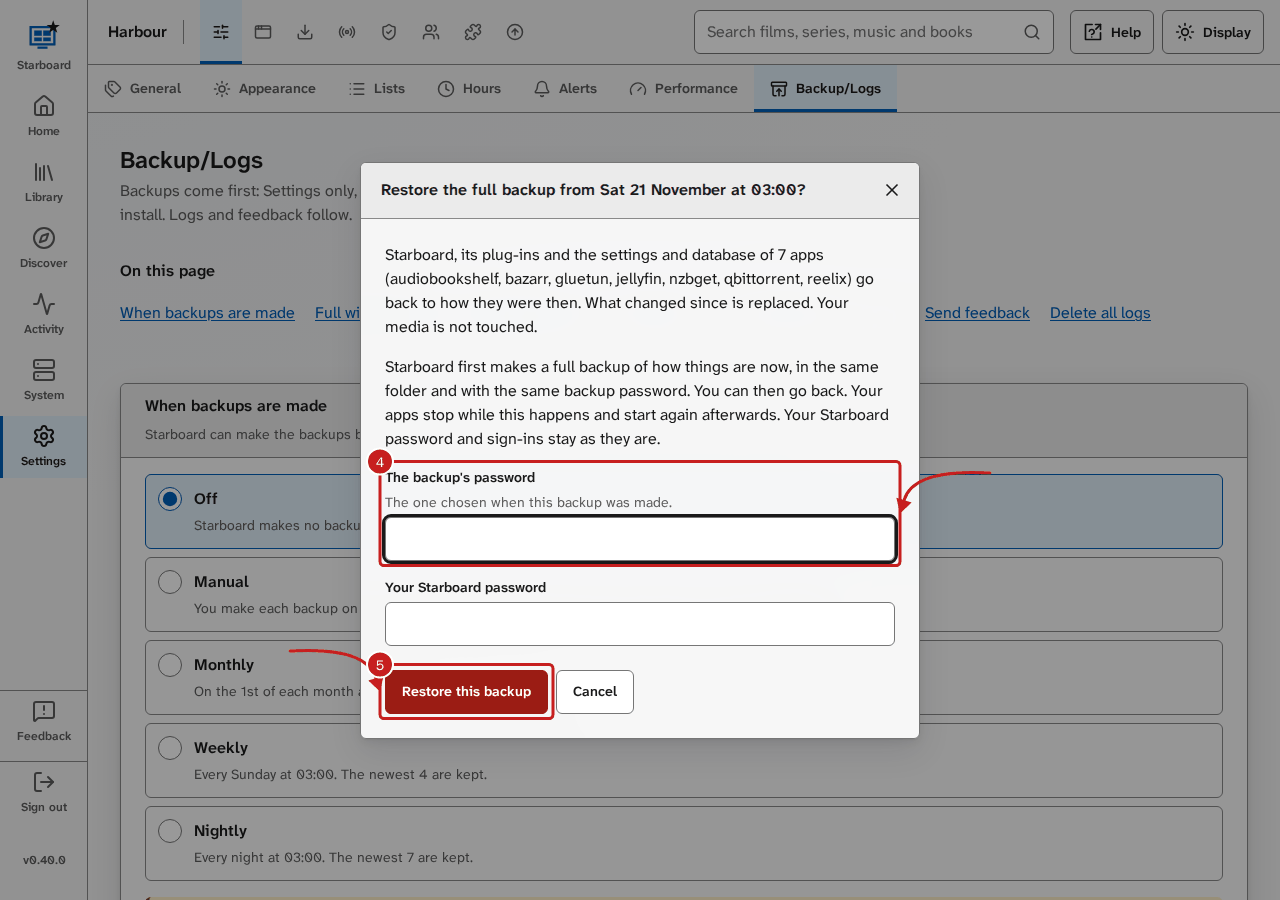 Starboard
Harbour
Search films, series, music and books
Help
Display
General
Appearance
Lists
Hours
Alerts
Performance
Backup/Logs
Home
Library
Discover
Activity
System
Settings
Feedback
Sign out
v0.40.0
Backup/Logs
Backups come first: Settings only,
install. Logs and feedback follow.
On this page
When backups are made
Full wi
Send feedback
Delete all logs
When backups are made
Starboard can make the backups b
Off
Starboard makes no backu
Manual
You make each backup on
Monthly
On the 1st of each month a
Weekly
Every Sunday at 03:00. The newest 4 are kept.
Nightly
Every night at 03:00. The newest 7 are kept.
Restore the full backup from Sat 21 November at 03:00?
Starboard, its plug-ins and the settings and database of 7 apps
(audiobookshelf, bazarr, gluetun, jellyfin, nzbget, qbittorrent, reelix) go
back to how they were then. What changed since is replaced. Your
media is not touched.
Starboard first makes a full backup of how things are now, in the same
folder and with the same backup password. You can then go back. Your
apps stop while this happens and start again afterwards. Your Starboard
password and sign-ins stay as they are.
4
The backup's password
The one chosen when this backup was made.
Your Starboard password
5
Restore this backup
Cancel